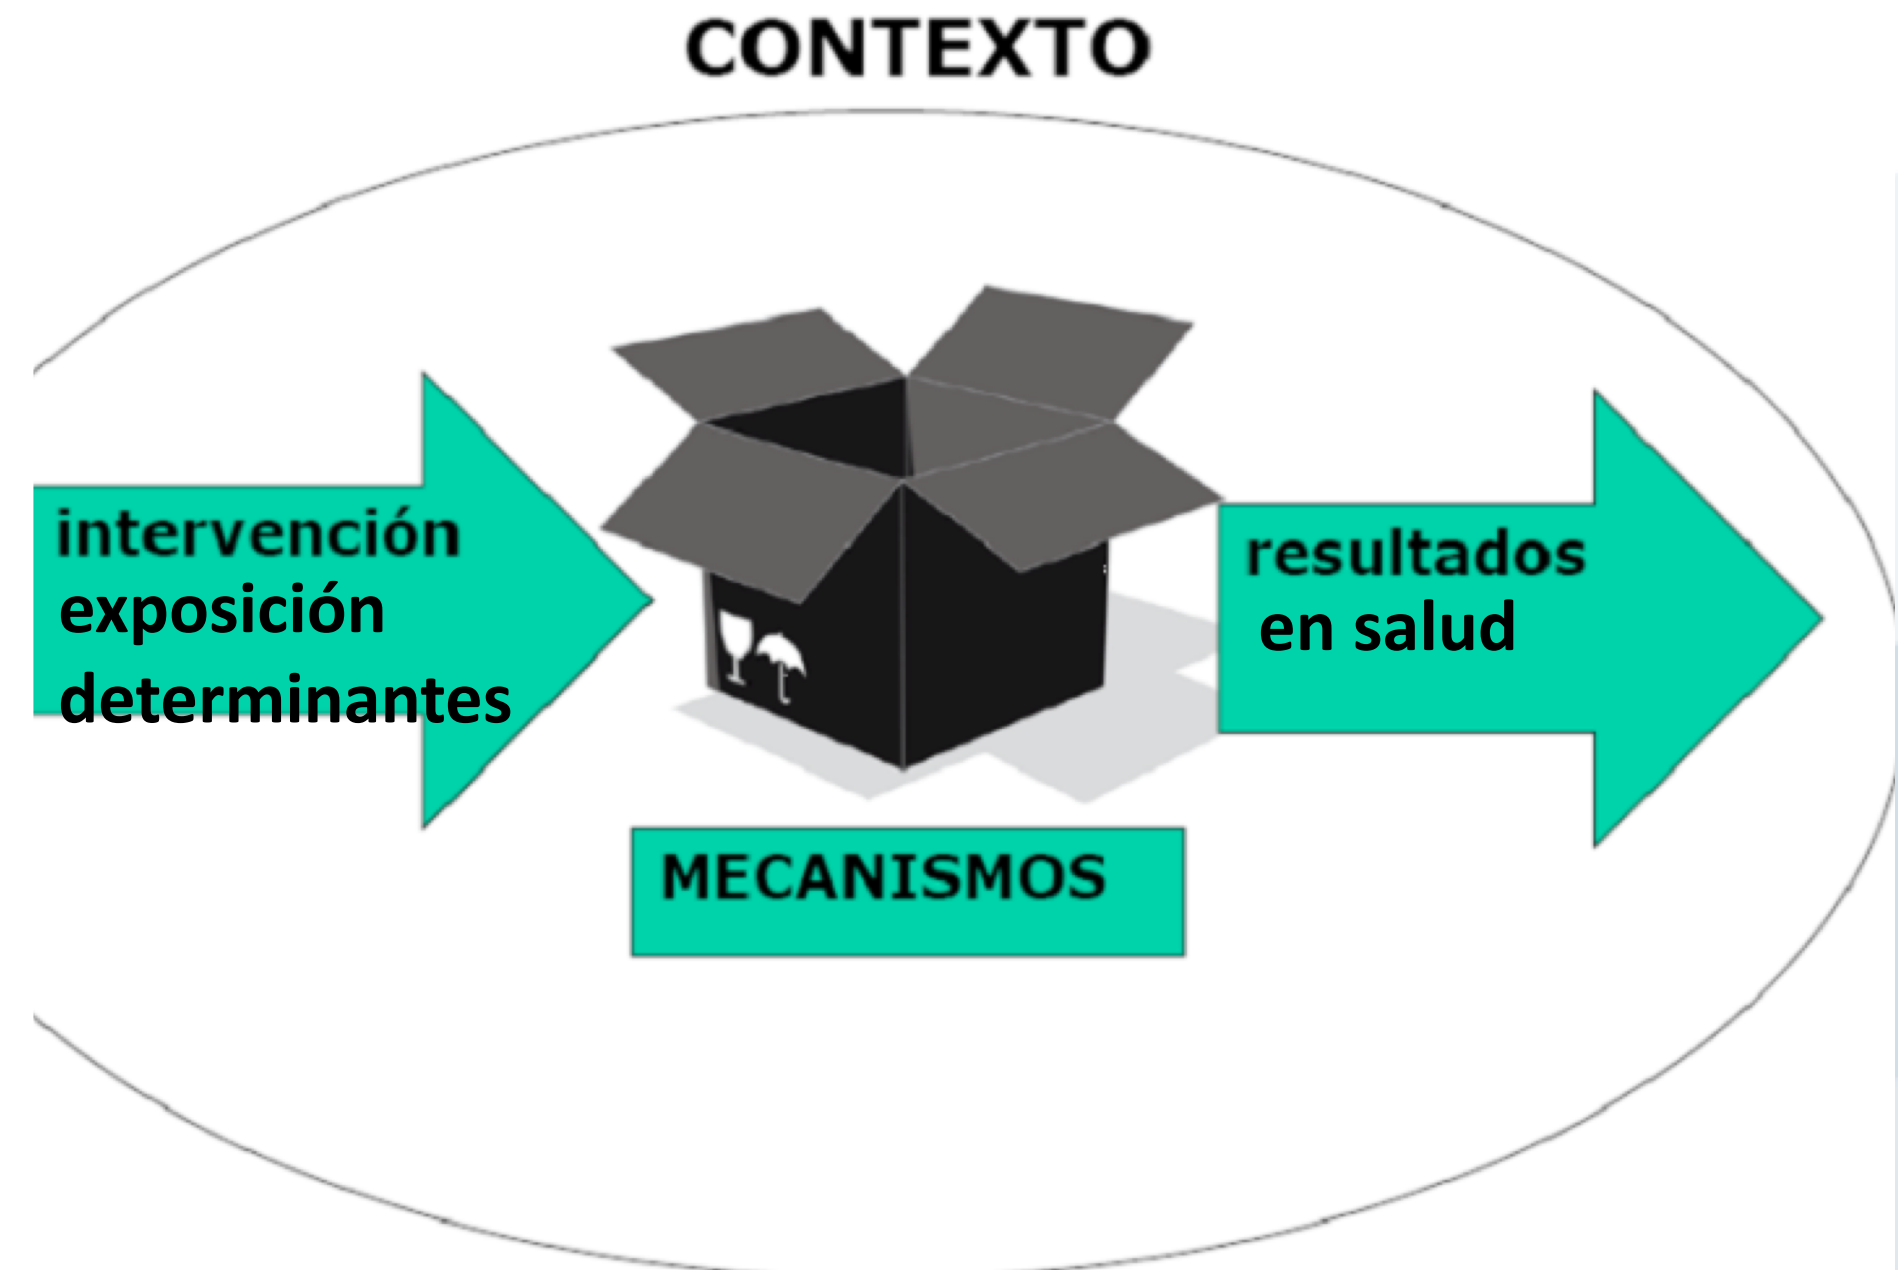 CONTEXTO
intervención
exposición
determinantes
resultados
en salud
MECANISMOS